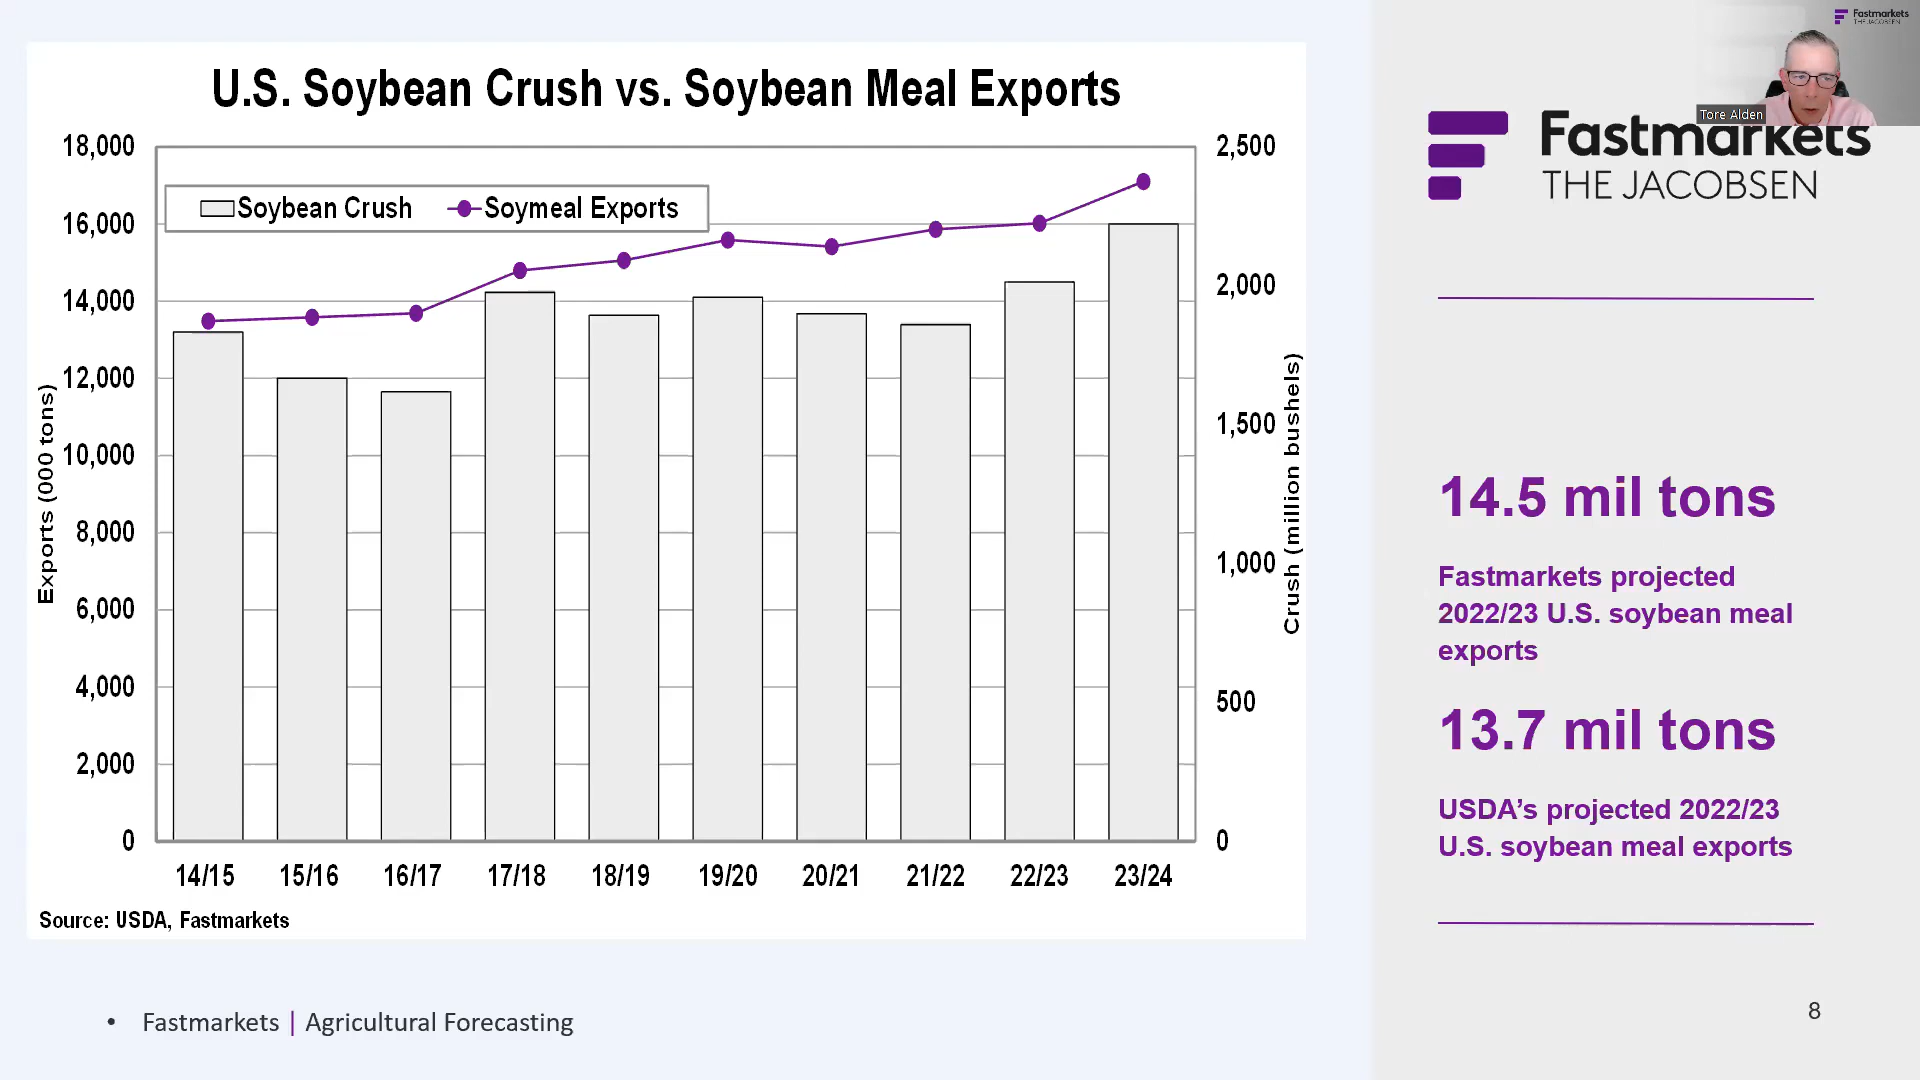 U.S. Soybean Crush vs. Soybean Meal Exports
Soybean Crush
Soymeal Exports
18,000
16,000
14,000
12,000
10,000
8,000
6,000
4,000
2,000
0
Exports (000 tons)
2,500
2,000
1,500
1,000
500
0
Crush (million bushels)
14/15 15/16 16/17 17/18 18/19 19/20 20/21 21/22 22/23 23/24
Source: USDA, Fastmarkets
• Fastmarkets | Agricultural Forecasting
Fastmarkets
THE JACOBSEN
Tore Alden
Fastmarkets
THE JACOBSEN
14.5 mil tons
Fastmarkets projected
2022/23 U.S. soybean meal
exports
13.7 mil tons
USDA’s projected 2022/23
U.S. soybean meal exports
8